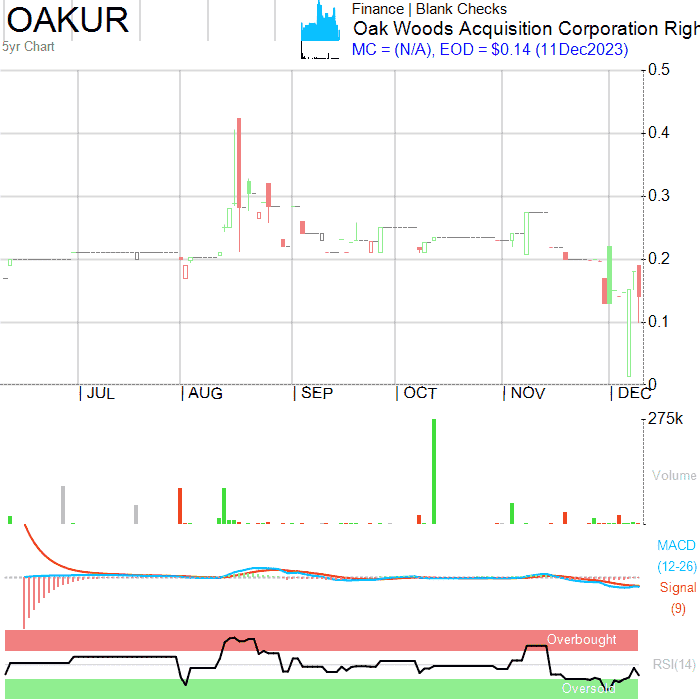 OAKUR
5yr Chart
Finance | Blank Checks
Oak Woods Acquisition Corporation Righ
MC = (N/A), EOD = $0.14 (11Dec2023)
0.5
0.4
0.3
0.2
0.1
0
JUL AUG SEP OCT NOV DEC
275k
Volume
MACD
(12-26)
Signal
(9)
Overbought
RSI(14)
Oversold